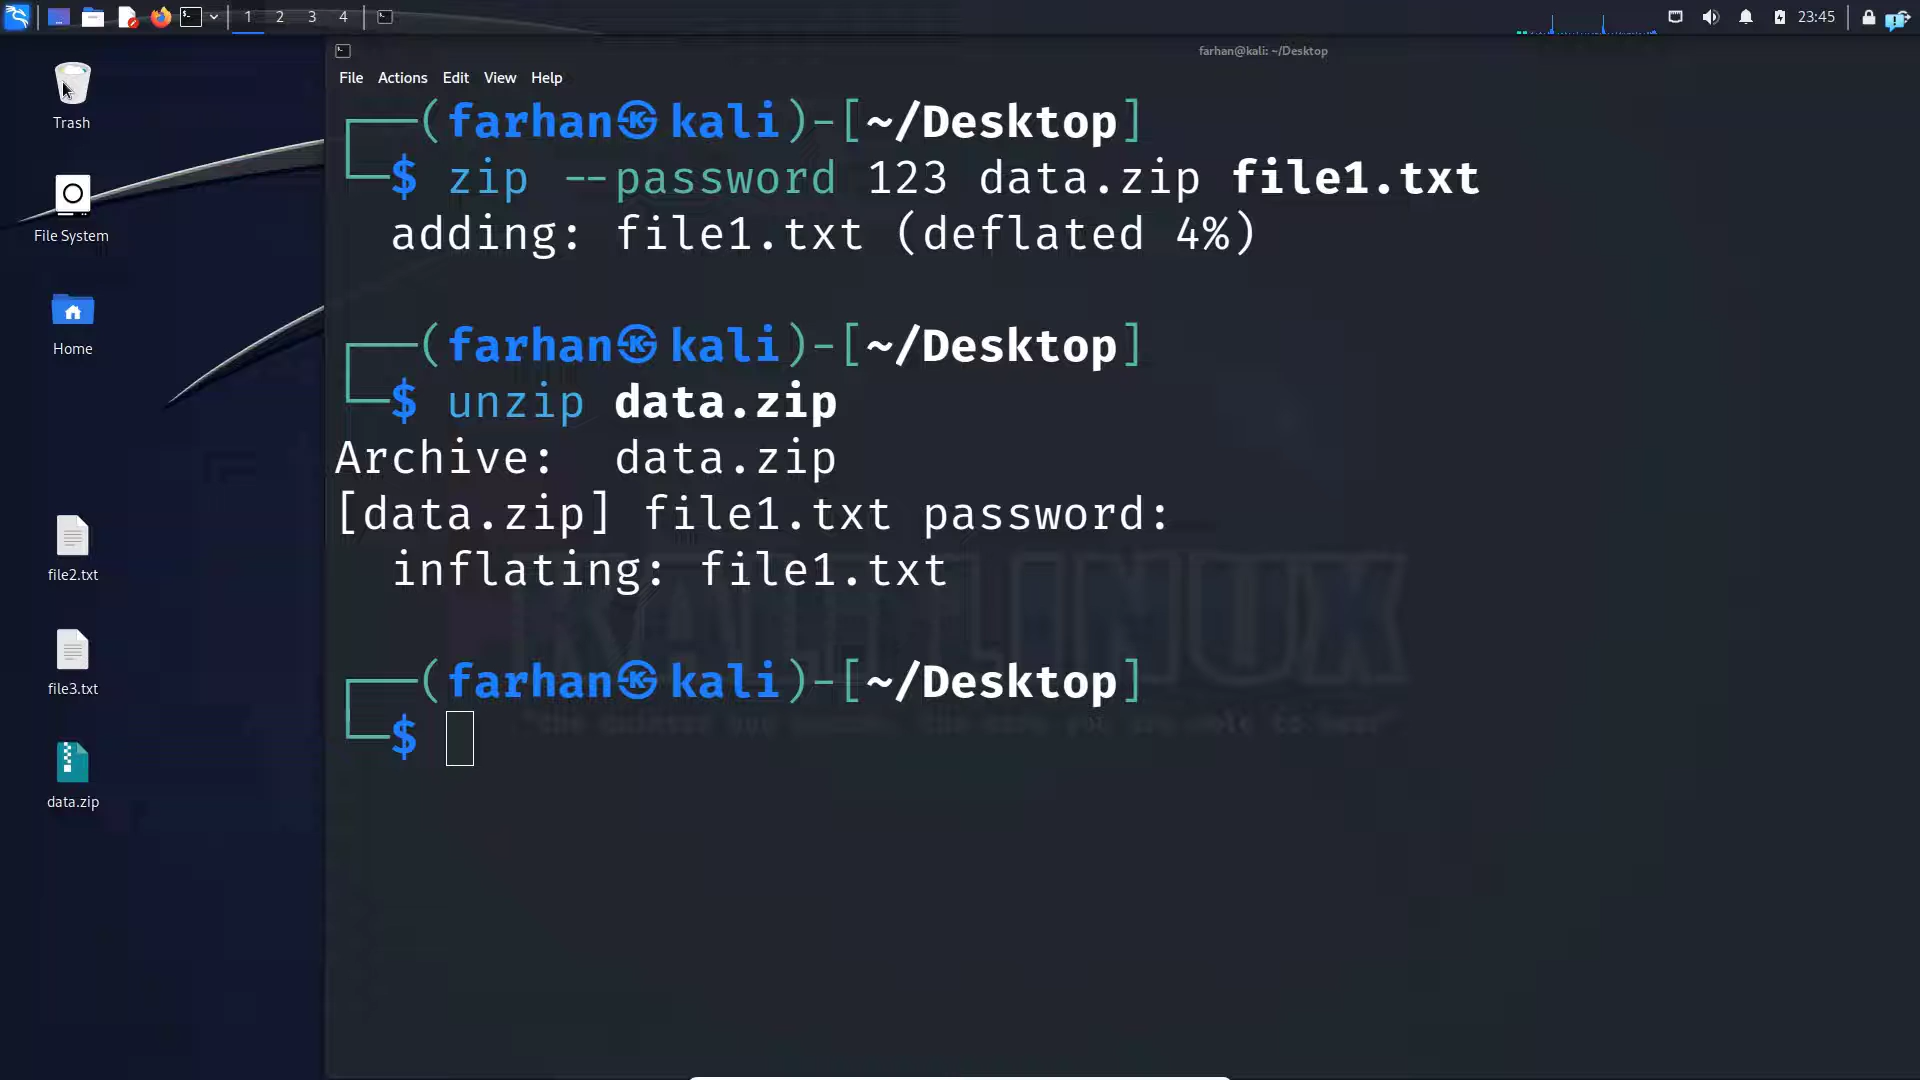 1 2 3 4 23:45
farhan@kali: ~/Desktop
File Actions Edit View Help
Trash
File System
Home
file2.txt
file3.txt
data.zip
┌──(farhan㉿kali)-[~/Desktop]
└─$ zip --password 123 data.zip file1.txt
  adding: file1.txt (deflated 4%)
┌──(farhan㉿kali)-[~/Desktop]
└─$ unzip data.zip
Archive:  data.zip
[data.zip] file1.txt password:
  inflating: file1.txt
┌──(farhan㉿kali)-[~/Desktop]
└─$
KALI LINUX